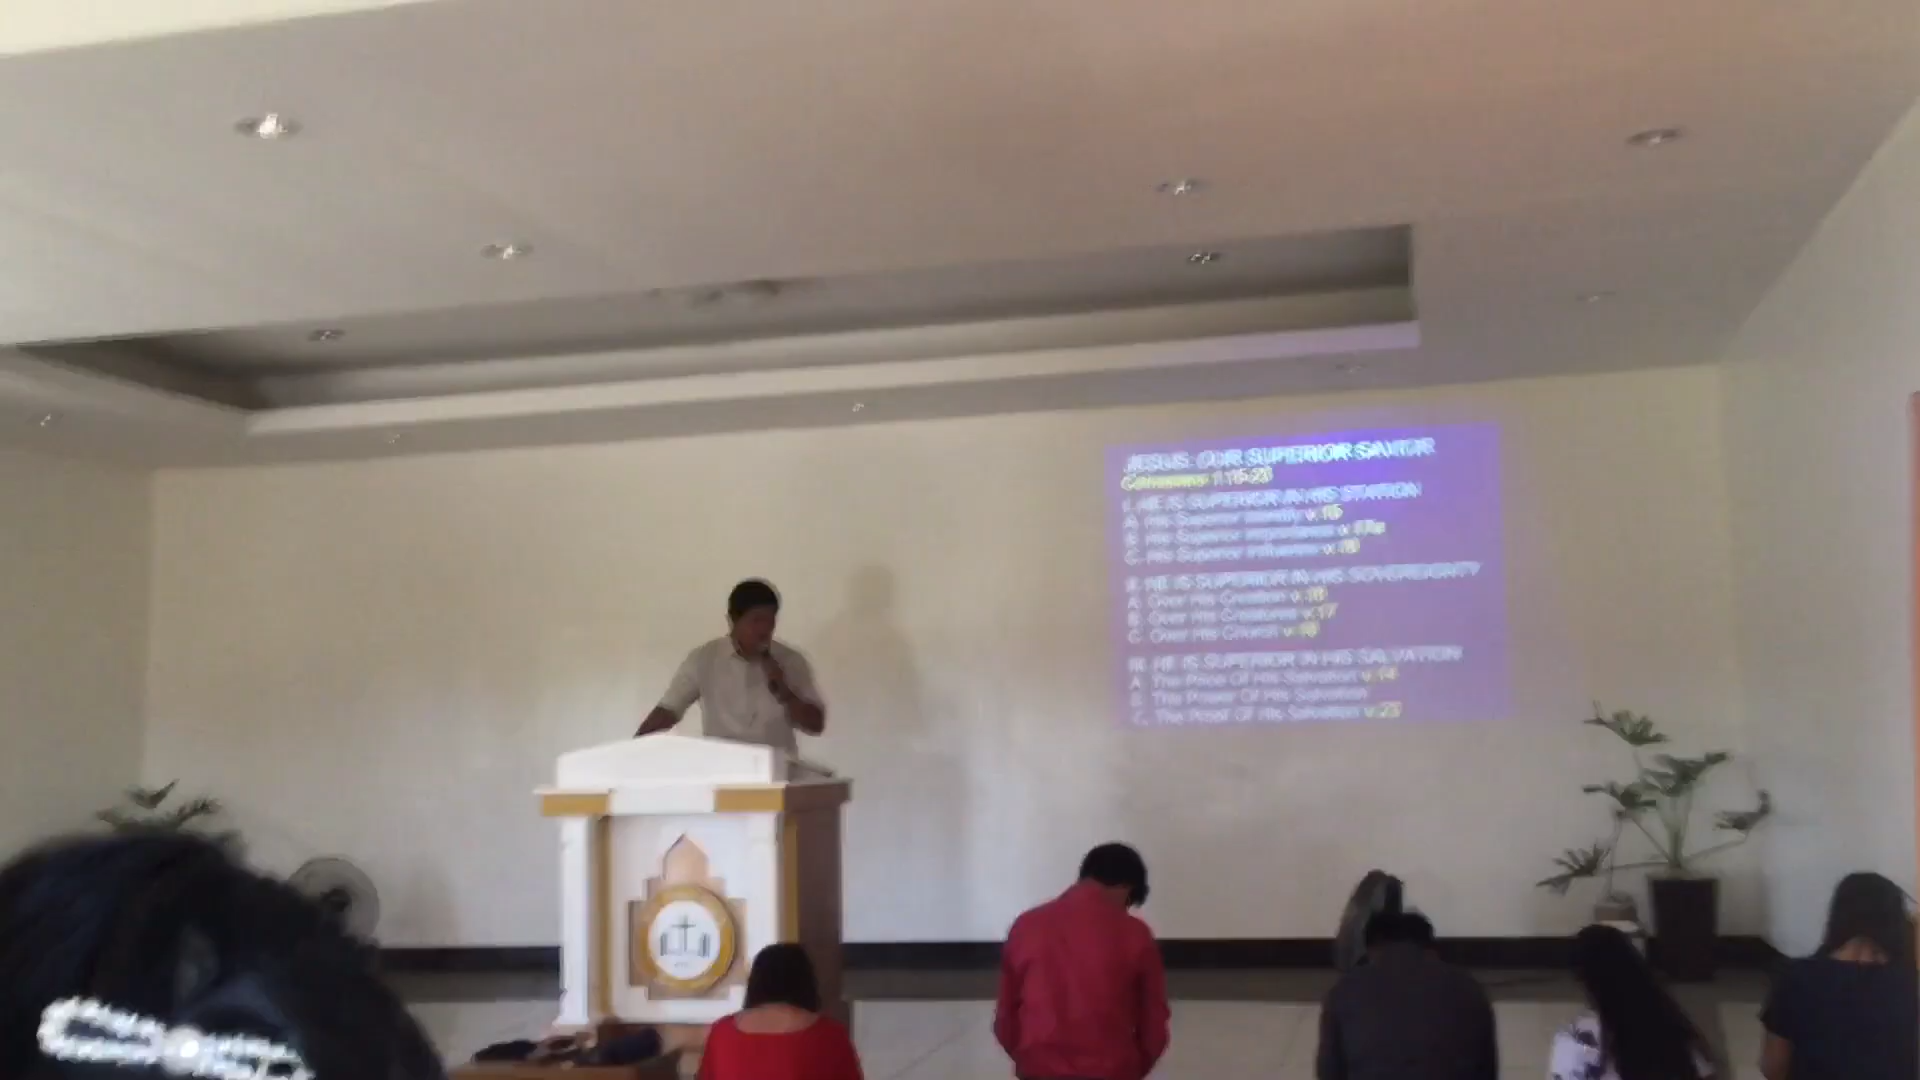 JESUS: OUR SUPERIOR SAVIOR
Colossians 1:15-23
I. HE IS SUPERIOR IN HIS STATION
A. His Superior Identity v.15
B. His Superior Importance v.17a
C. His Superior Influence v.18
II. HE IS SUPERIOR IN HIS SOVEREIGNTY
A. Over His Creation v.16
B. Over His Creatures v.17
C. Over His Church v.18
III. HE IS SUPERIOR IN HIS SALVATION
A. The Price Of His Salvation v.14
B. The Power Of His Salvation
C. The Proof Of His Salvation v.23